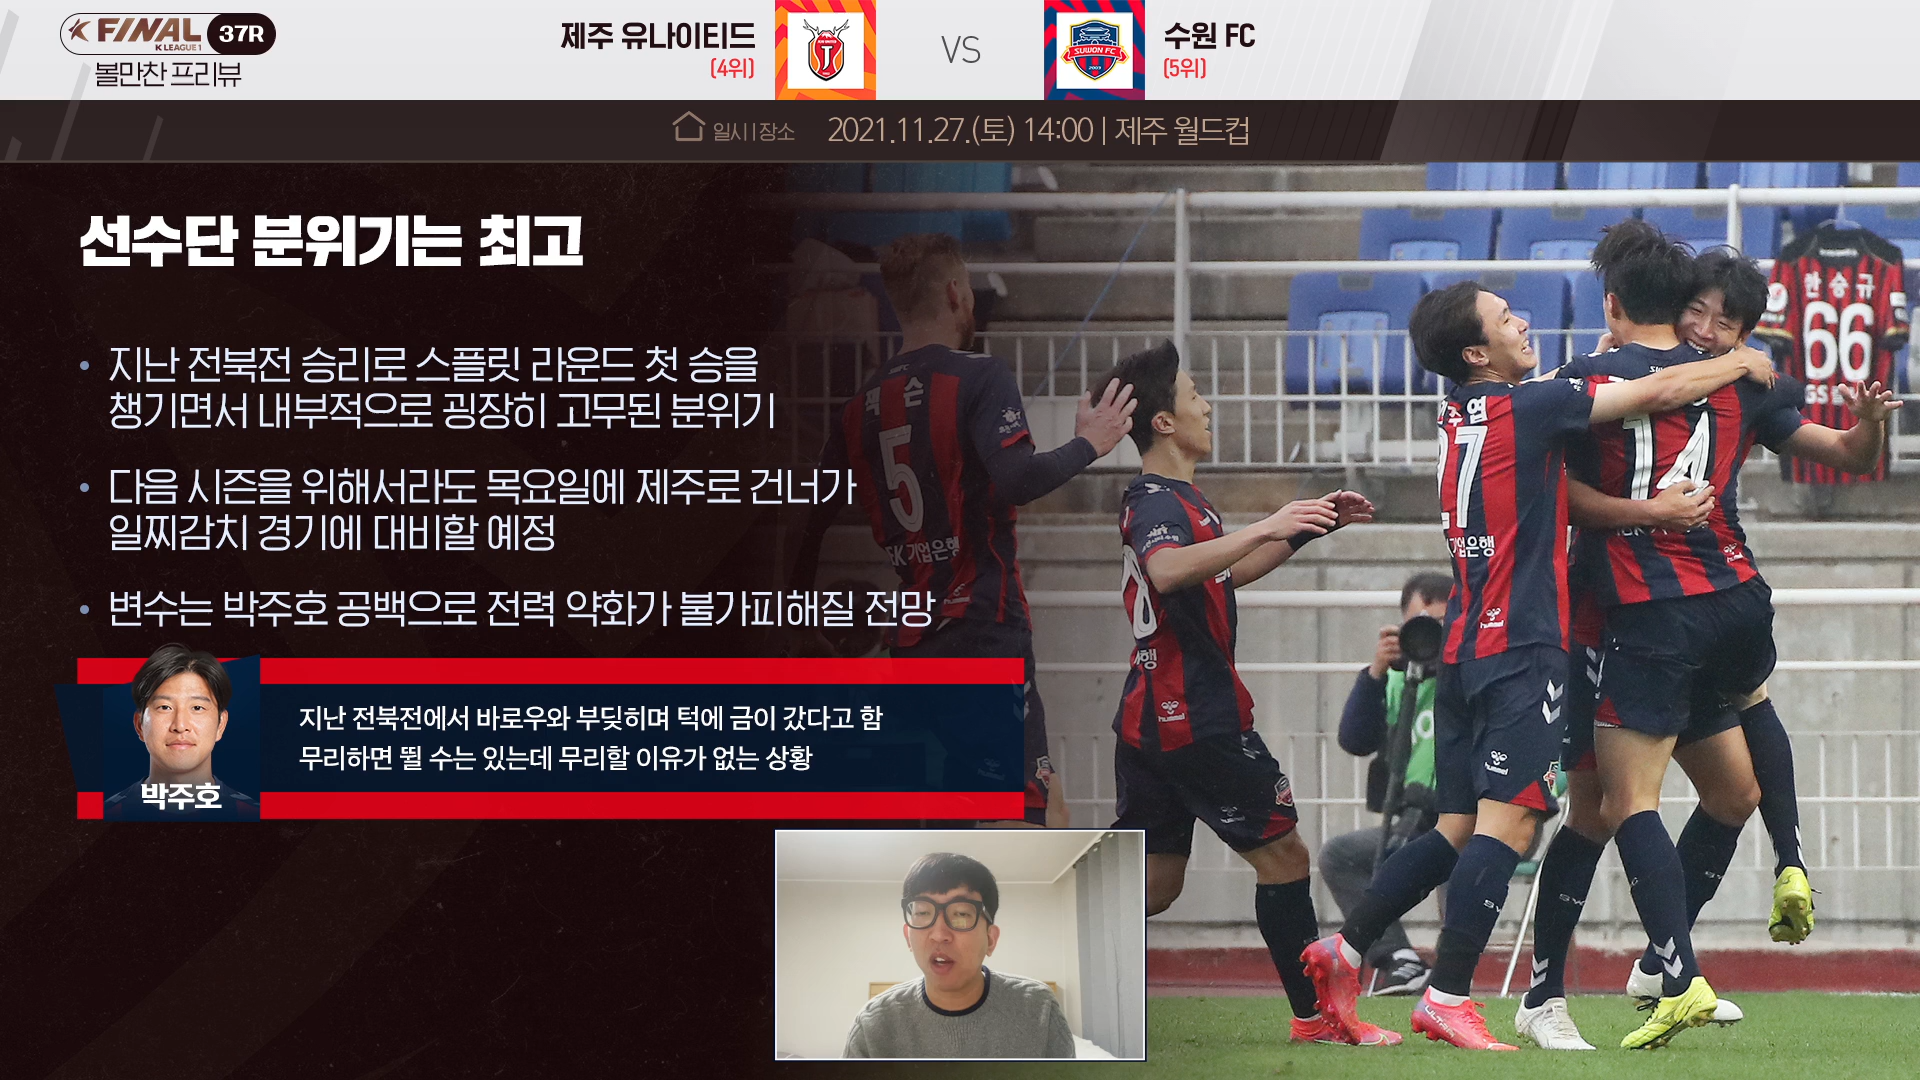 FINAL 37R
K LEAGUE 1
볼만찬 프리뷰
제주 유나이티드
(4위)
VS
SUWON FC
수원 FC
(5위)
일시 I 장소
2021.11.27.(토) 14:00 | 제주 월드컵
선수단 분위기는 최고
• 지난 전북전 승리로 스플릿 라운드 첫 승을
챙기면서 내부적으로 굉장히 고무된 분위기
• 다음 시즌을 위해서라도 목요일에 제주로 건너가
일찌감치 경기에 대비할 예정
• 변수는 박주호 공백으로 전력 약화가 불가피해질 전망
지난 전북전에서 바로우와 부딪히며 턱에 금이 갔다고 함
무리하면 뛸 수는 있는데 무리할 이유가 없는 상황
박주호
잭슨
5
기업은행
hummel
27
기업은행
hummel
14
한승규
66